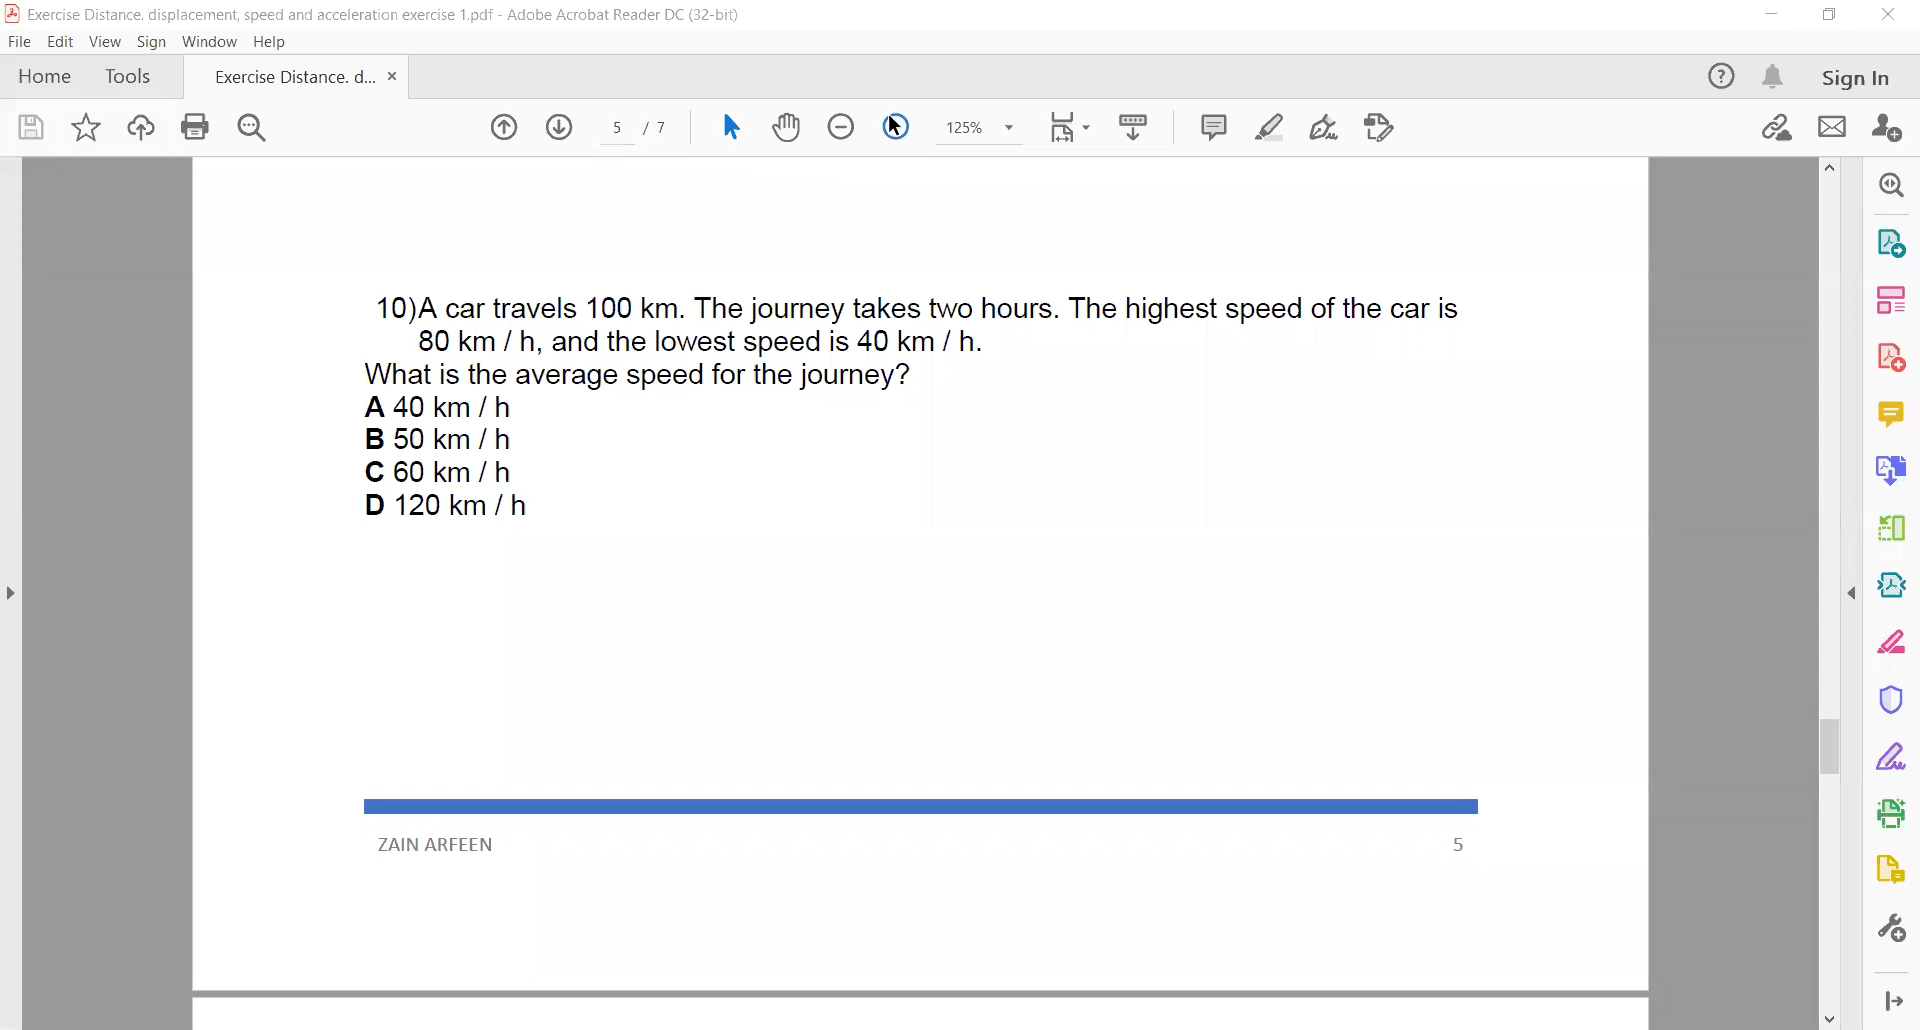 Exercise Distance. displacement, speed and acceleration exercise 1.pdf - Adobe Acrobat Reader DC (32-bit)
File Edit View Sign Window Help
Home Tools Exercise Distance. d... × Sign In
5 / 7 125%
10)A car travels 100 km. The journey takes two hours. The highest speed of the car is
80 km / h, and the lowest speed is 40 km / h.
What is the average speed for the journey?
A 40 km / h
B 50 km / h
C 60 km / h
D 120 km / h
ZAIN ARFEEN 5